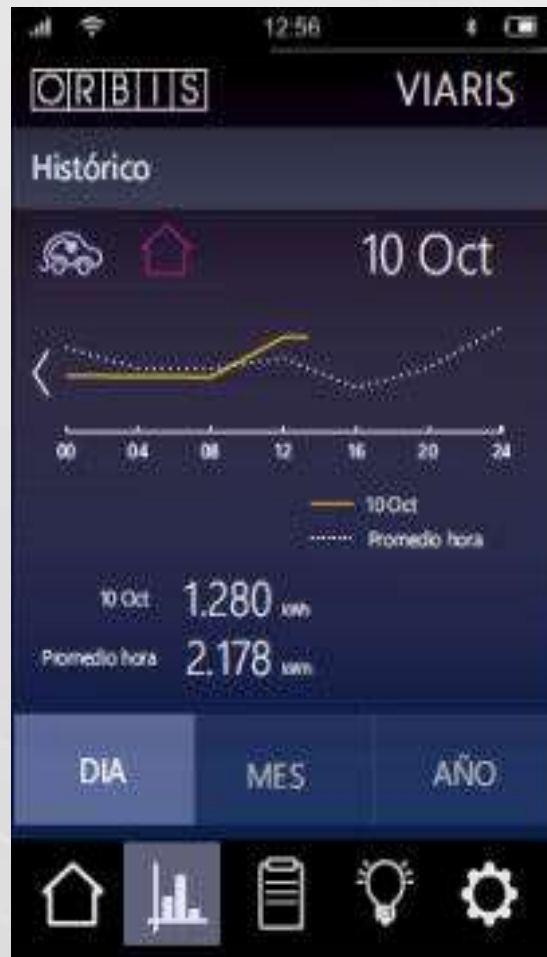 12:56
ORBIS VIARIS
Histórico
10 Oct
00 04 08 12 16 20 24
10 Oct
Promedio hora
10 Oct 1.280 kWh
Promedio hora 2.178 kWh
DIA MES AÑO